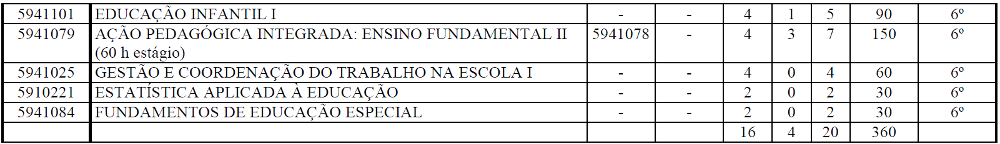 5941101 EDUCAÇÃO INFANTIL I - - 4 1 5 90 6º
5941079 AÇÃO PEDAGÓGICA INTEGRADA: ENSINO FUNDAMENTAL II 5941078 - 4 3 7 150 6º
(60 h estágio)
5941025 GESTÃO E COORDENAÇÃO DO TRABALHO NA ESCOLA I - - 4 0 4 60 6º
5910221 ESTATÍSTICA APLICADA À EDUCAÇÃO - - 2 0 2 30 6º
5941084 FUNDAMENTOS DE EDUCAÇÃO ESPECIAL - - 2 0 2 30 6º
16 4 20 360